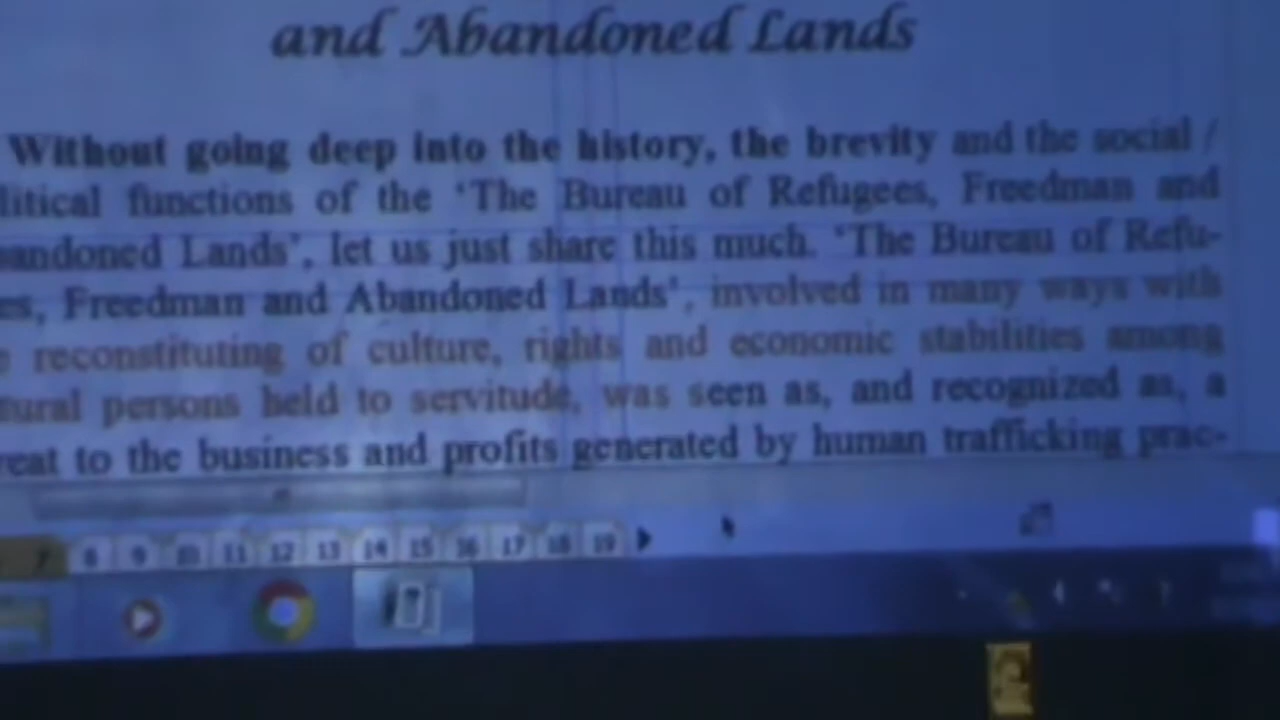 and Abandoned Lands
Without going deep into the history, the brevity and the social /
litical functions of the ‘The Bureau of Refugees, Freedman and
andoned Lands’, let us just share this much. ‘The Bureau of Refu-
es, Freedman and Abandoned Lands’, involved in many ways with
e reconstituting of culture, rights and economic stabilities among
tural persons held to servitude, was seen as, and recognized as, a
reat to the business and profits generated by human trafficking prac-
7 8 9 10 11 12 13 14 15 16 17 18 19